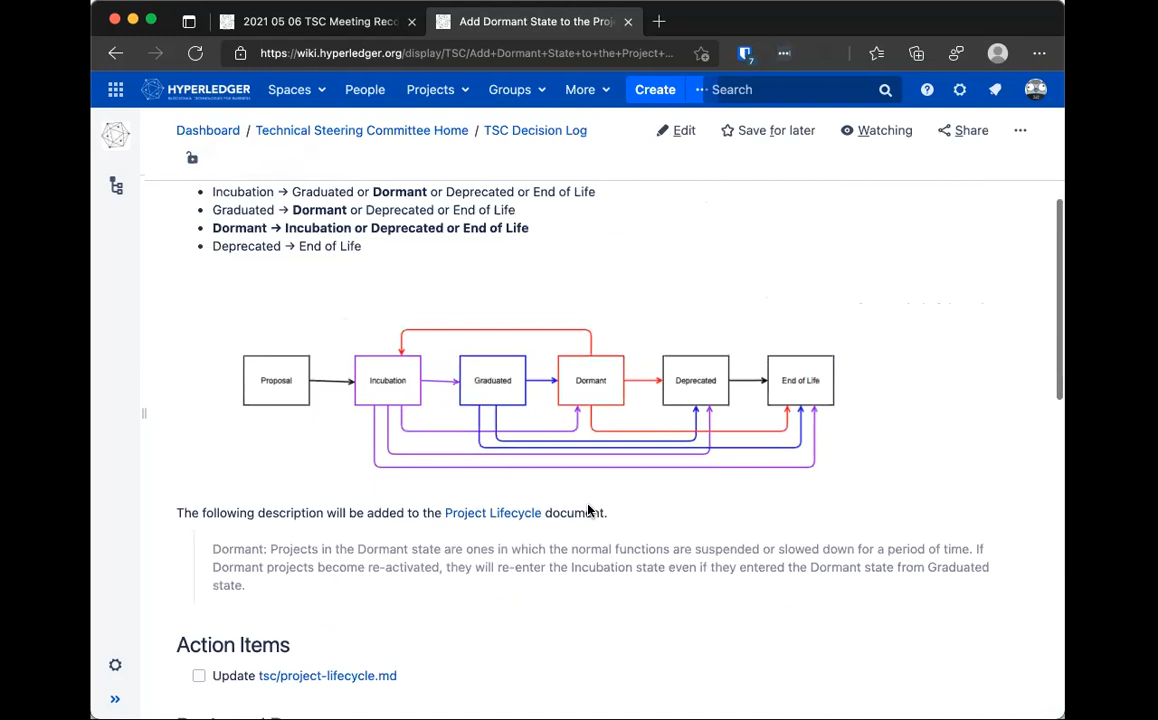 2021 05 06 TSC Meeting Reco
Add Dormant State to the Proj
https://wiki.hyperledger.org/display/TSC/Add+Dormant+State+to+the+Project+...
7
HYPERLEDGER
Spaces
People
Projects
Groups
More
Create
Search
Dashboard / Technical Steering Committee Home / TSC Decision Log
Edit
Save for later
Watching
Share
• Incubation → Graduated or Dormant or Deprecated or End of Life
• Graduated → Dormant or Deprecated or End of Life
• Dormant → Incubation or Deprecated or End of Life
• Deprecated → End of Life
Proposal
Incubation
Graduated
Dormant
Deprecated
End of Life
The following description will be added to the Project Lifecycle document.
Dormant: Projects in the Dormant state are ones in which the normal functions are suspended or slowed down for a period of time. If
Dormant projects become re-activated, they will re-enter the Incubation state even if they entered the Dormant state from Graduated
state.
Action Items
Update tsc/project-lifecycle.md